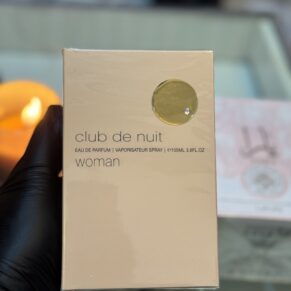 club de nuit
EAU DE PARFUM | VAPORISATEUR SPRAY | ℮105ML 3.6FL.OZ
woman